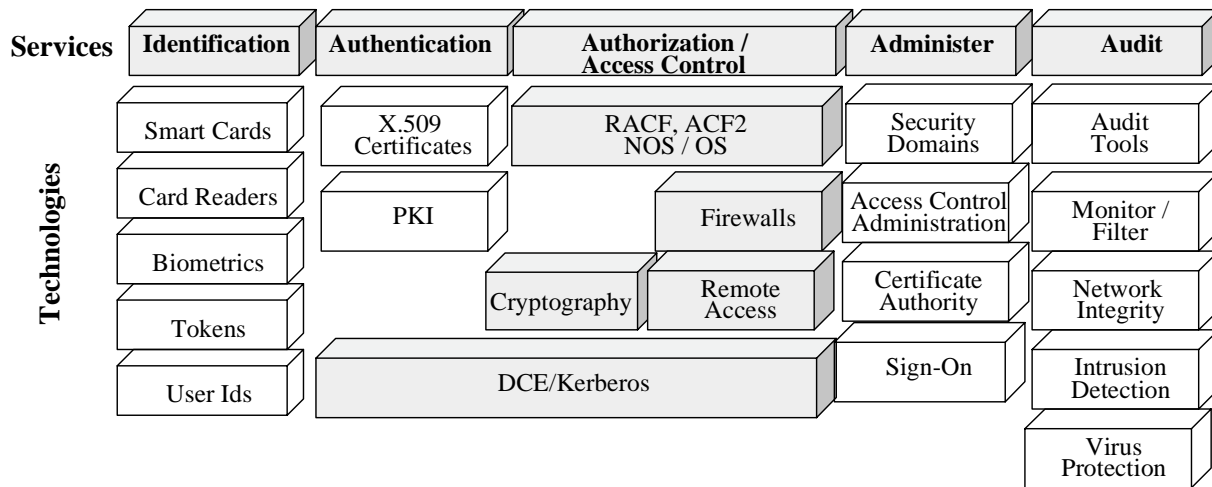 Services
Identification
Authentication
Authorization /
Access Control
Administer
Audit
Technologies
Smart Cards
Card Readers
Biometrics
Tokens
User Ids
X.509
Certificates
PKI
RACF, ACF2
NOS / OS
Firewalls
Cryptography
Remote
Access
DCE/Kerberos
Security
Domains
Access Control
Administration
Certificate
Authority
Sign-On
Audit
Tools
Monitor /
Filter
Network
Integrity
Intrusion
Detection
Virus
Protection